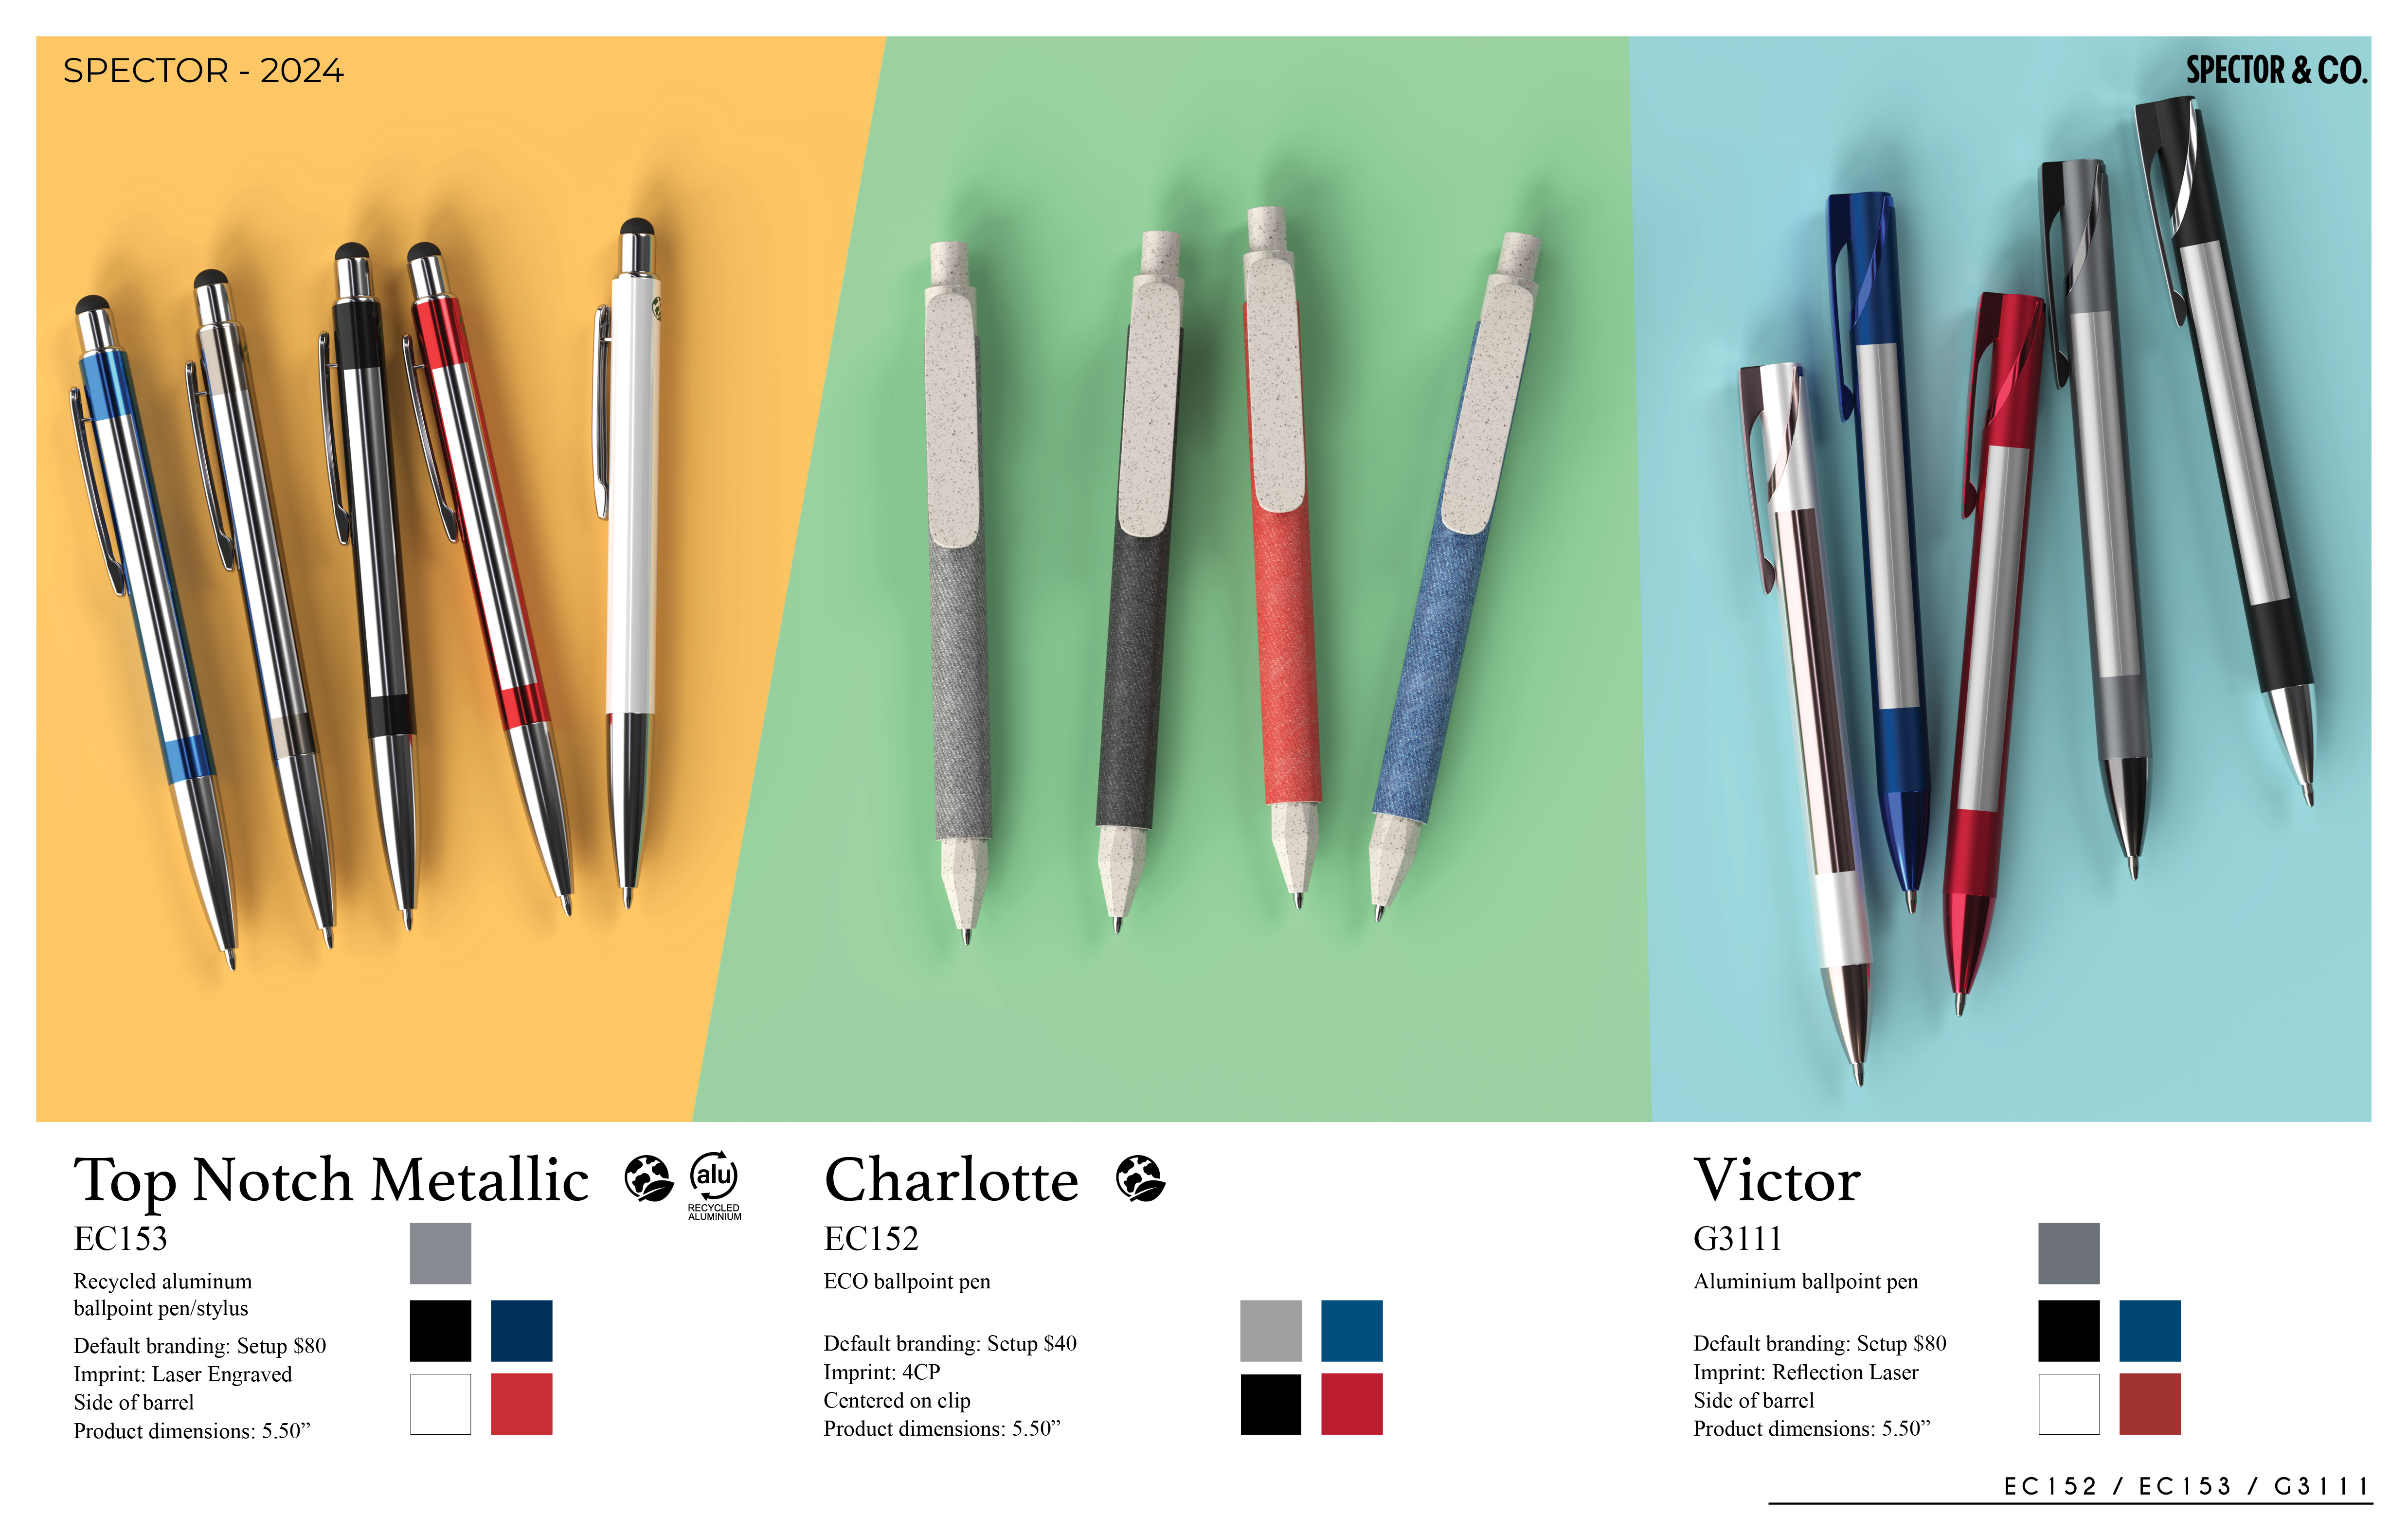 SPECTOR - 2024
SPECTOR & CO.
Top Notch Metallic
alu
RECYCLED
ALUMINIUM
EC153
Recycled aluminum
ballpoint pen/stylus
Default branding: Setup $80
Imprint: Laser Engraved
Side of barrel
Product dimensions: 5.50”
Charlotte
EC152
ECO ballpoint pen
Default branding: Setup $40
Imprint: 4CP
Centered on clip
Product dimensions: 5.50”
Victor
G3111
Aluminium ballpoint pen
Default branding: Setup $80
Imprint: Reflection Laser
Side of barrel
Product dimensions: 5.50”
EC152 / EC153 / G3111